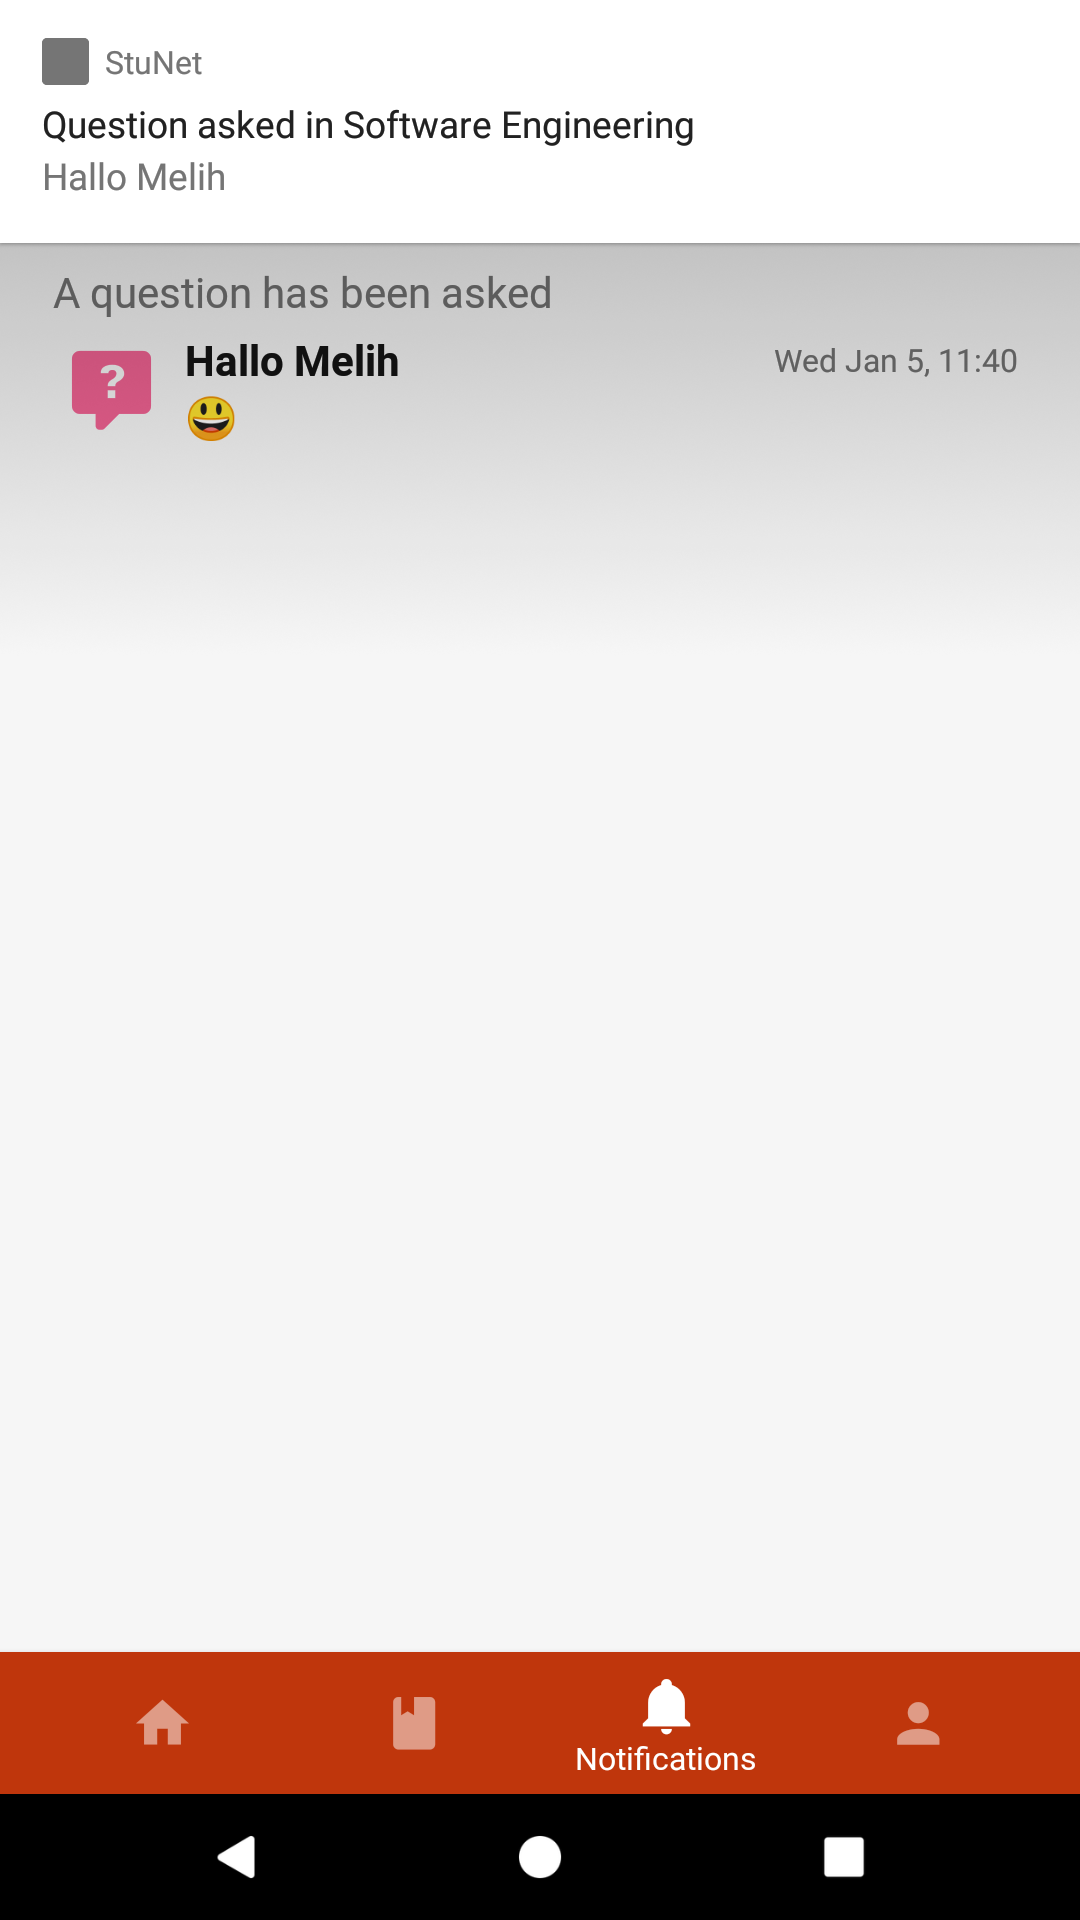 StuNet
Question asked in Software Engineering
Hallo Melih
A question has been asked
Hallo Melih
Wed Jan 5, 11:40
😃
Notifications